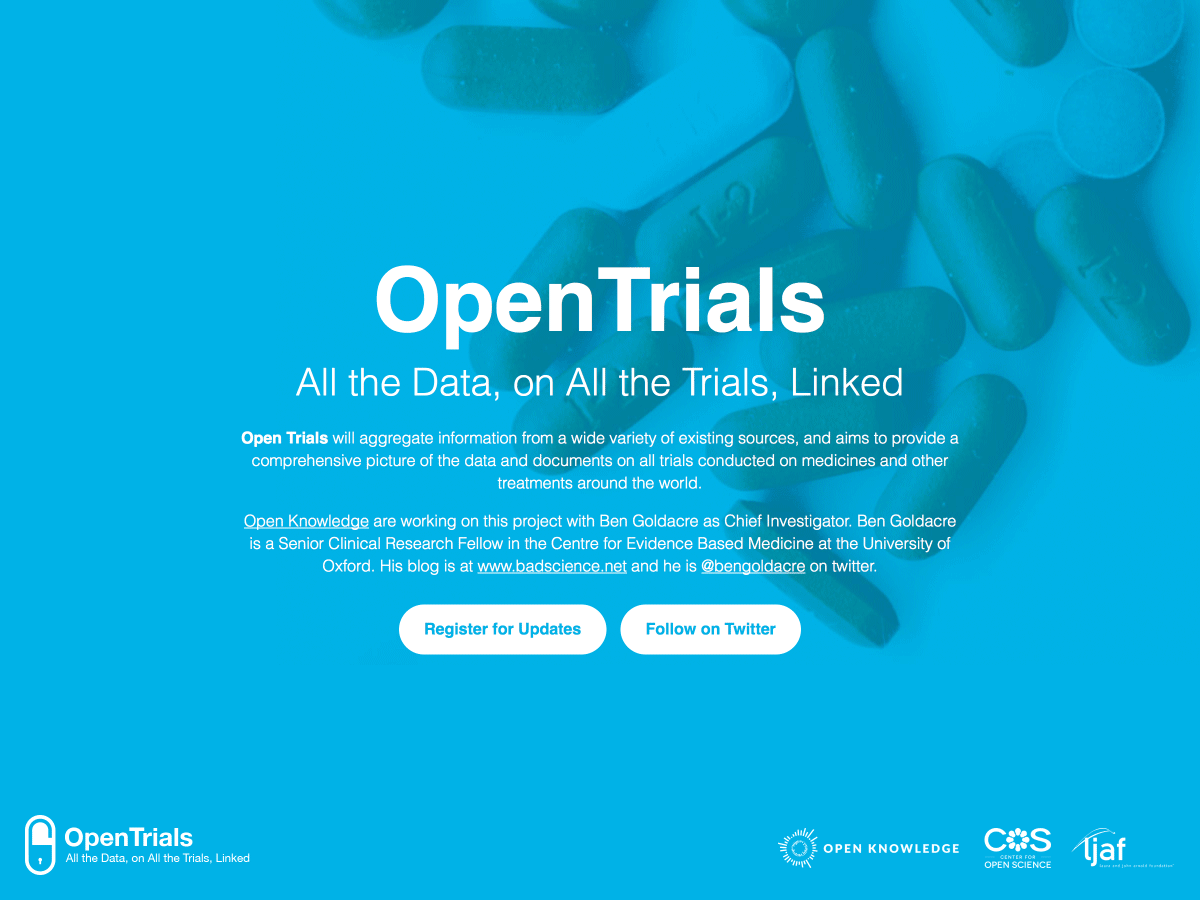 OpenTrials
All the Data, on All the Trials, Linked
Open Trials will aggregate information from a wide variety of existing sources, and aims to provide a
comprehensive picture of the data and documents on all trials conducted on medicines and other
treatments around the world.
Open Knowledge are working on this project with Ben Goldacre as Chief Investigator. Ben Goldacre
is a Senior Clinical Research Fellow in the Centre for Evidence Based Medicine at the University of
Oxford. His blog is at www.badscience.net and he is @bengoldacre on twitter.
Register for Updates
Follow on Twitter
OpenTrials
All the Data, on All the Trials, Linked
OPEN KNOWLEDGE
COS
CENTER FOR
OPEN SCIENCE
ljaf
laura and john arnold foundation